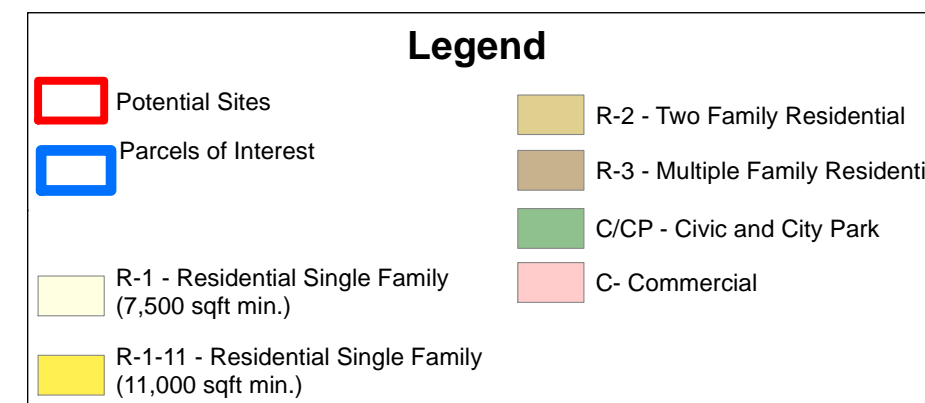 Legend
Potential Sites
Parcels of Interest
R-1 - Residential Single Family
(7,500 sqft min.)
R-1-11 - Residential Single Family
(11,000 sqft min.)
R-2 - Two Family Residential
R-3 - Multiple Family Residenti
C/CP - Civic and City Park
C- Commercial